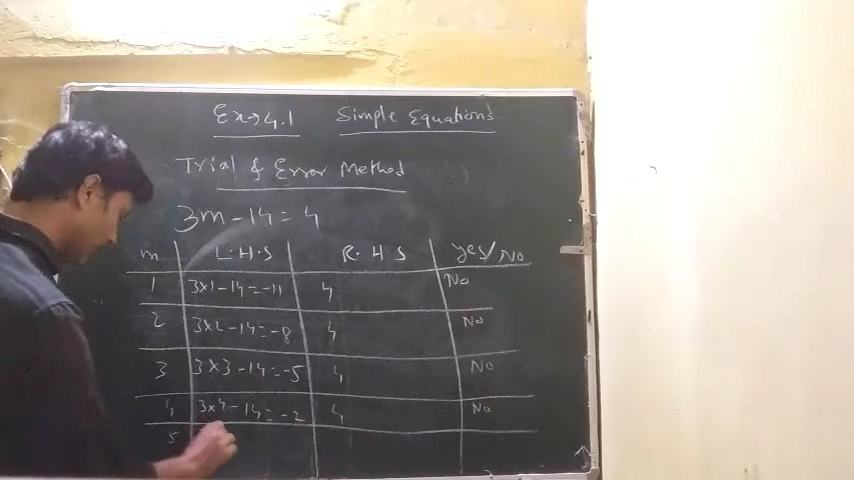 Ex→4.1 Simple Equations
Trial & Error Method
3m-14=4
m L.H.S R.H.S Yes/No
1 3×1-14=-11 4 No
2 3×2-14=-8 4 No
3 3×3-14=-5 4 No
4 3×4-14=-2 4 No
5